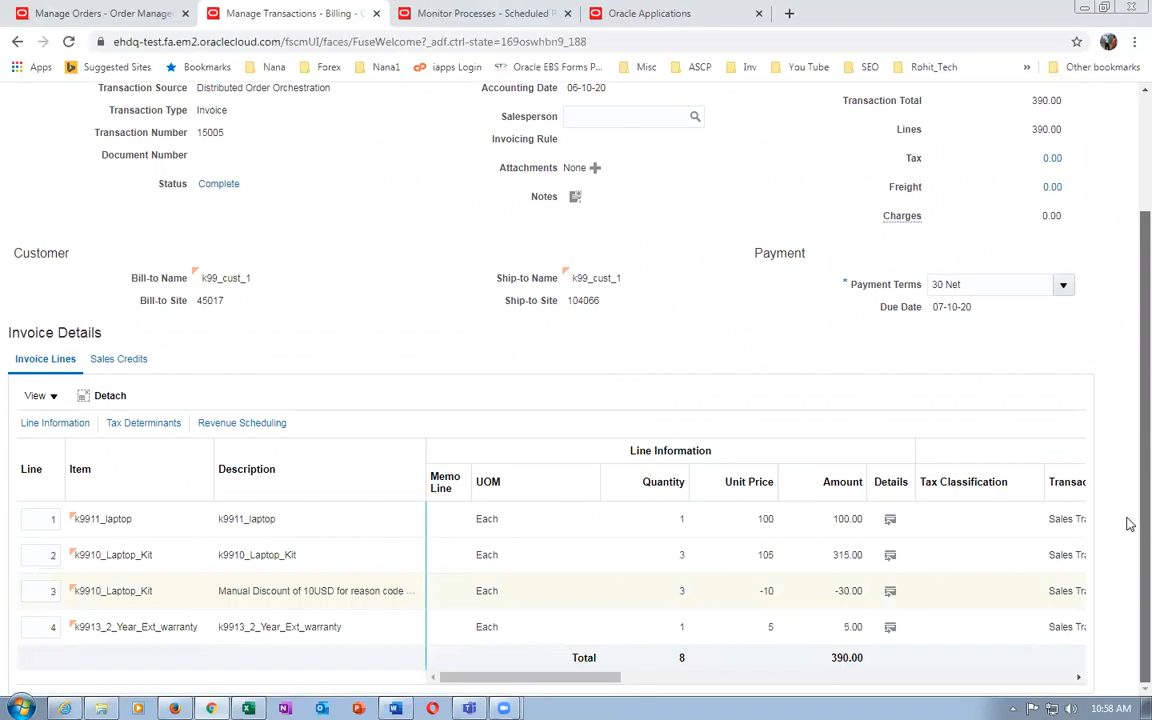 Manage Orders - Order Manage
Manage Transactions - Billing - C
Monitor Processes - Scheduled P
Oracle Applications
ehdq-test.fa.em2.oraclecloud.com/fscmUI/faces/FuseWelcome?_adf.ctrl-state=169oswhbn9_188
Apps Suggested Sites Bookmarks Nana Forex Nana1 iapps Login Oracle EBS Forms P... Misc ASCP Inv You Tube SEO Rohit_Tech » Other bookmarks
Transaction Source Distributed Order Orchestration Accounting Date 06-10-20
Transaction Total 390.00
Transaction Type Invoice Salesperson
Lines 390.00
Transaction Number 15005 Invoicing Rule
Document Number Tax 0.00
Attachments None
Status Complete Freight 0.00
Notes
Charges 0.00
Customer Payment
Bill-to Name k99_cust_1 Ship-to Name k99_cust_1 * Payment Terms 30 Net
Bill-to Site 45017 Ship-to Site 104066 Due Date 07-10-20
Invoice Details
Invoice Lines Sales Credits
View Detach
Line Information Tax Determinants Revenue Scheduling
Line Information
Line Item Description Memo Line UOM Quantity Unit Price Amount Details Tax Classification Transac
1 k9911_laptop k9911_laptop Each 1 100 100.00 Sales Tra
2 k9910_Laptop_Kit k9910_Laptop_Kit Each 3 105 315.00 Sales Tra
3 k9910_Laptop_Kit Manual Discount of 10USD for reason code ... Each 3 -10 -30.00 Sales Tra
4 k9913_2_Year_Ext_warranty k9913_2_Year_Ext_warranty Each 1 5 5.00 Sales Tra
Total 8 390.00
10:58 AM